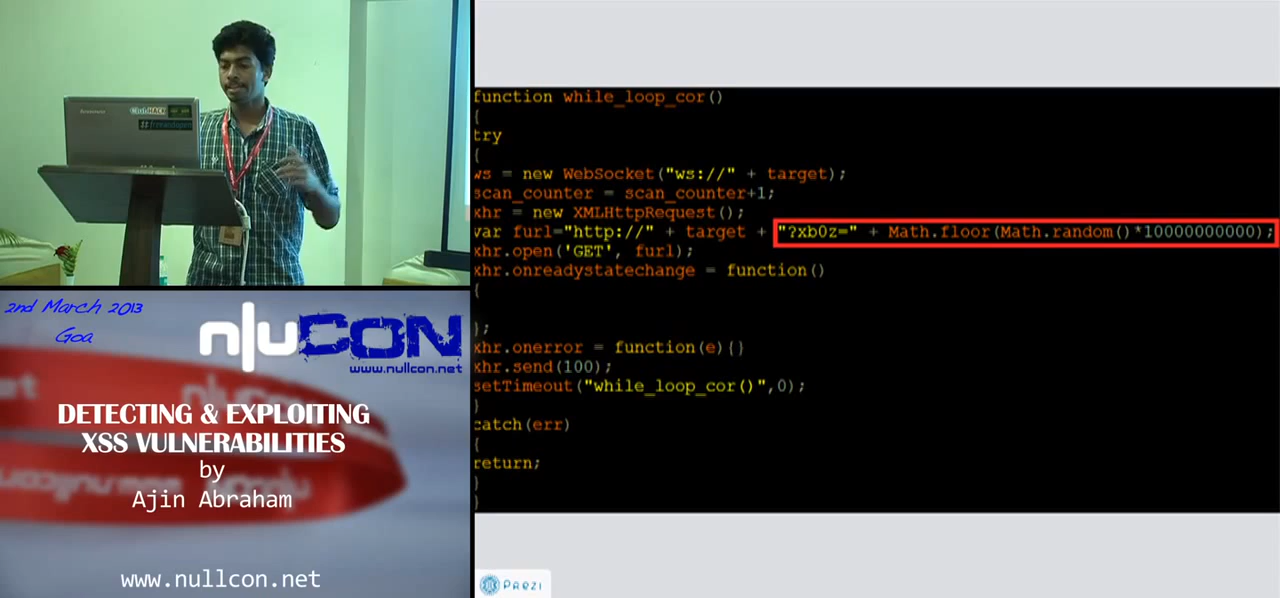 ClubHACK
2nd March 2013
Goa
nullcon
www.nullcon.net
DETECTING & EXPLOITING
XSS VULNERABILITIES
by
Ajin Abraham
www.nullcon.net
function while_loop_cor()
{
try
{
ws = new WebSocket("ws://" + target);
scan_counter = scan_counter+1;
xhr = new XMLHttpRequest();
var furl="http://" + target + "?xb0z=" + Math.floor(Math.random()*10000000000);
xhr.open('GET', furl);
xhr.onreadystatechange = function()
{
};
xhr.onerror = function(e){}
xhr.send(100);
setTimeout("while_loop_cor()",0);
}
catch(err)
{
return;
}
}
Prezi